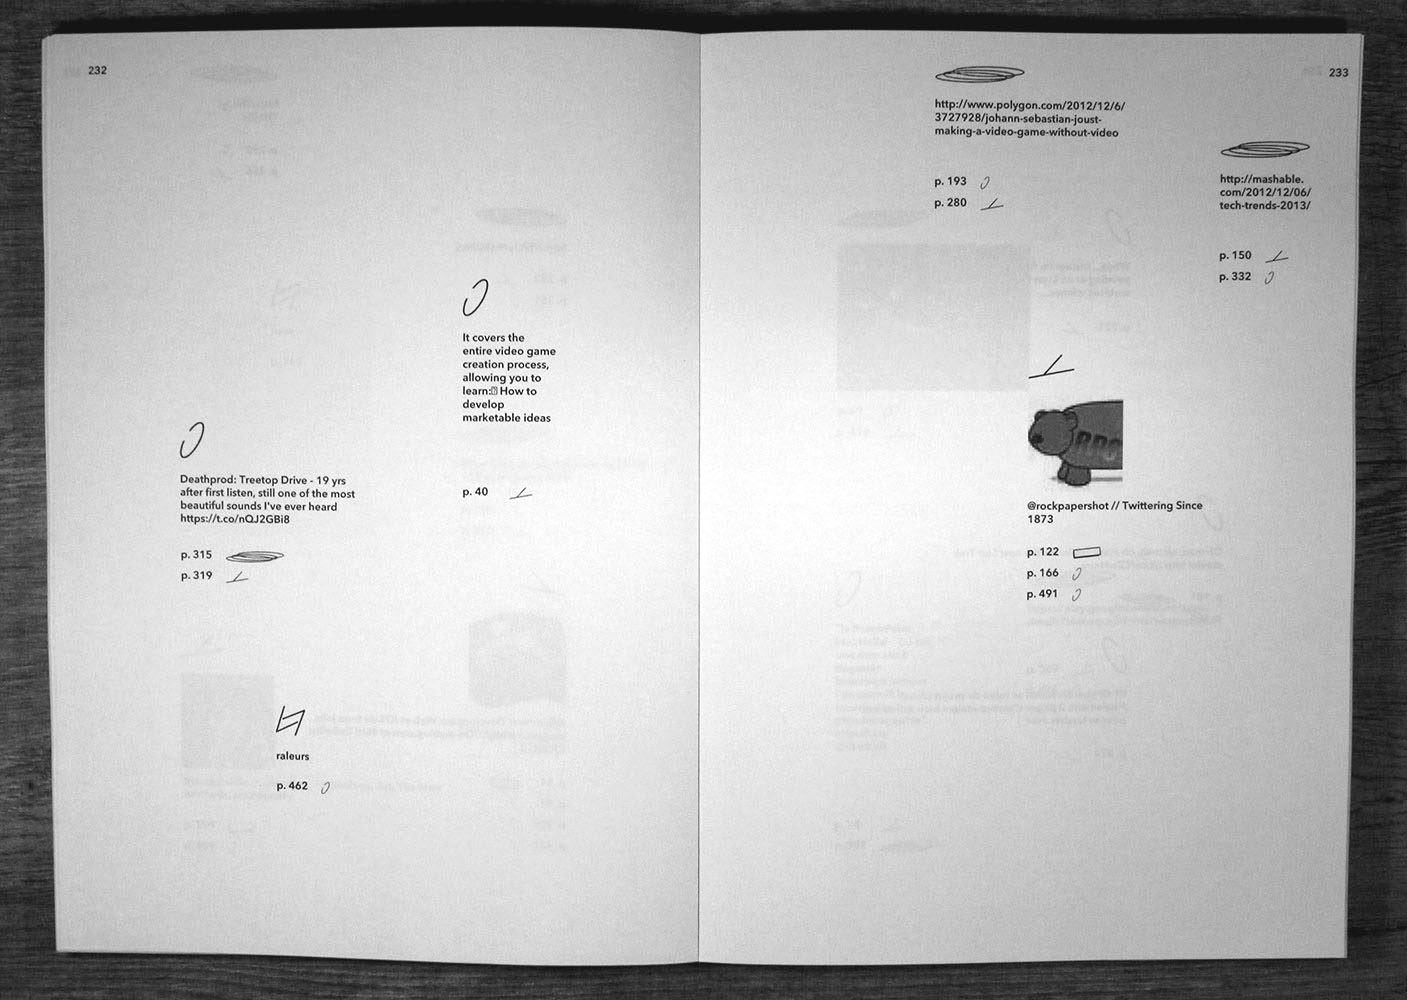 232
It covers the
entire video game
creation process,
allowing you to
learn: How to
develop
marketable ideas
p. 40
Deathprod: Treetop Drive - 19 yrs
after first listen, still one of the most
beautiful sounds I've ever heard
https://t.co/nQJ2GBi8
p. 315
p. 319
raleurs
p. 462
233
http://www.polygon.com/2012/12/6/
3727928/johann-sebastian-joust-
making-a-video-game-without-video
p. 193
p. 280
http://mashable.
com/2012/12/06/
tech-trends-2013/
p. 150
p. 332
RPS
@rockpapershot // Twittering Since
1873
p. 122
p. 166
p. 491